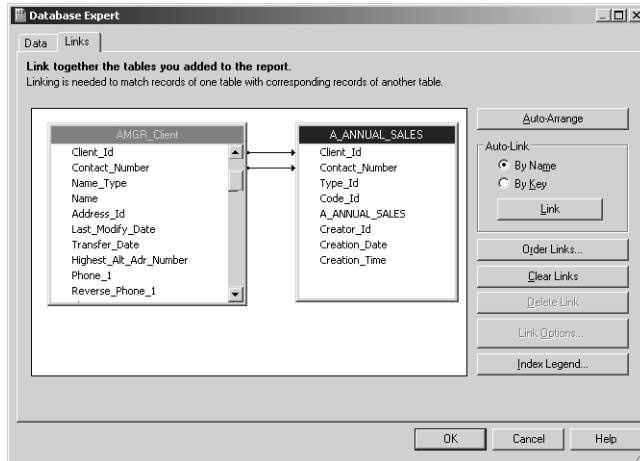 Database Expert
Data Links
Link together the tables you added to the report.
Linking is needed to match records of one table with corresponding records of another table.
AMGR_Client
Client_Id
Contact_Number
Name_Type
Name
Address_Id
Last_Modify_Date
Transfer_Date
Highest_Alt_Adr_Number
Phone_1
Reverse_Phone_1
A_ANNUAL_SALES
Client_Id
Contact_Number
Type_Id
Code_Id
A_ANNUAL_SALES
Creator_Id
Creation_Date
Creation_Time
Auto-Arrange
Auto-Link
By Name
By Key
Link
Order Links...
Clear Links
Delete Link
Link Options...
Index Legend...
OK Cancel Help